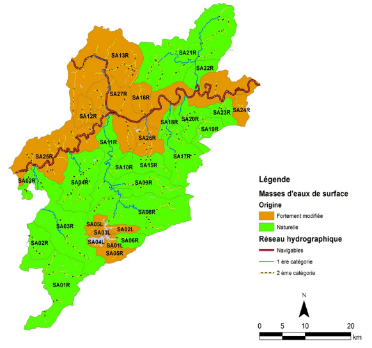 SA13R
SA21R
SA22R
SA27R
SA16R
SA24R
SA12R
SA23R
SA18R
SA20R
SA19R
SA26R
SA11R
SA25R
SA17R
SA10R
SA15R
SA04R
SA09R
SA08R
SA03R
SA05L
SA02L
SA03L
SA02R
SA04L
SA06R
SA01L
SA05R
SA01R
Légende
Masses d'eaux de surface
Origine
Fortement modifiée
Naturelle
Réseau hydrographique
Navigables
1 ère catégorie
2 ème catégorie
N
0 5 10 20
km